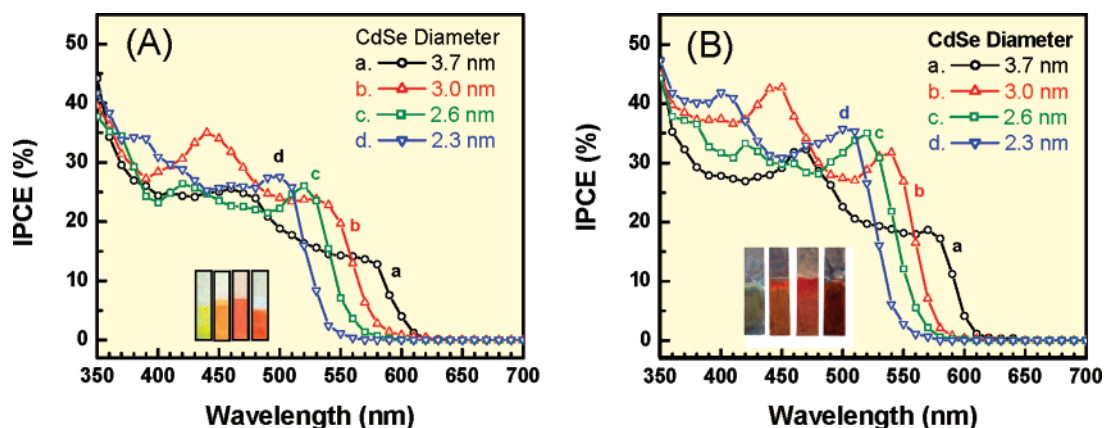 (A)
CdSe Diameter
a. 3.7 nm
b. 3.0 nm
c. 2.6 nm
d. 2.3 nm
50
40
30
20
10
0
IPCE (%)
d
c
b
a
350 400 450 500 550 600 650 700
Wavelength (nm)
(B)
CdSe Diameter
a. 3.7 nm
b. 3.0 nm
c. 2.6 nm
d. 2.3 nm
50
40
30
20
10
0
IPCE (%)
d
c
b
a
350 400 450 500 550 600 650 700
Wavelength (nm)